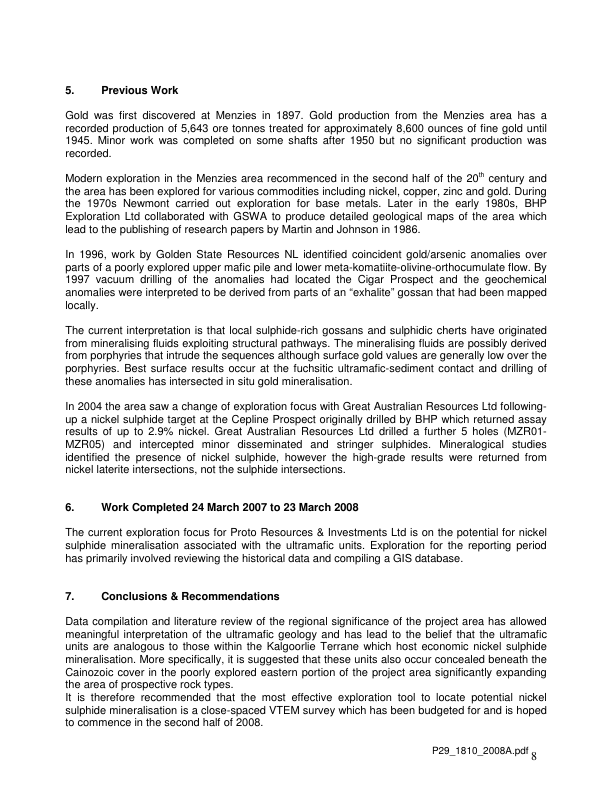 5. Previous Work
Gold was first discovered at Menzies in 1897. Gold production from the Menzies area has a
recorded production of 5,643 ore tonnes treated for approximately 8,600 ounces of fine gold until
1945. Minor work was completed on some shafts after 1950 but no significant production was
recorded.
Modern exploration in the Menzies area recommenced in the second half of the 20th century and
the area has been explored for various commodities including nickel, copper, zinc and gold. During
the 1970s Newmont carried out exploration for base metals. Later in the early 1980s, BHP
Exploration Ltd collaborated with GSWA to produce detailed geological maps of the area which
lead to the publishing of research papers by Martin and Johnson in 1986.
In 1996, work by Golden State Resources NL identified coincident gold/arsenic anomalies over
parts of a poorly explored upper mafic pile and lower meta-komatiite-olivine-orthocumulate flow. By
1997 vacuum drilling of the anomalies had located the Cigar Prospect and the geochemical
anomalies were interpreted to be derived from parts of an “exhalite” gossan that had been mapped
locally.
The current interpretation is that local sulphide-rich gossans and sulphidic cherts have originated
from mineralising fluids exploiting structural pathways. The mineralising fluids are possibly derived
from porphyries that intrude the sequences although surface gold values are generally low over the
porphyries. Best surface results occur at the fuchsitic ultramafic-sediment contact and drilling of
these anomalies has intersected in situ gold mineralisation.
In 2004 the area saw a change of exploration focus with Great Australian Resources Ltd following-
up a nickel sulphide target at the Cepline Prospect originally drilled by BHP which returned assay
results of up to 2.9% nickel. Great Australian Resources Ltd drilled a further 5 holes (MZR01-
MZR05) and intercepted minor disseminated and stringer sulphides. Mineralogical studies
identified the presence of nickel sulphide, however the high-grade results were returned from
nickel laterite intersections, not the sulphide intersections.
6. Work Completed 24 March 2007 to 23 March 2008
The current exploration focus for Proto Resources & Investments Ltd is on the potential for nickel
sulphide mineralisation associated with the ultramafic units. Exploration for the reporting period
has primarily involved reviewing the historical data and compiling a GIS database.
7. Conclusions & Recommendations
Data compilation and literature review of the regional significance of the project area has allowed
meaningful interpretation of the ultramafic geology and has lead to the belief that the ultramafic
units are analogous to those within the Kalgoorlie Terrane which host economic nickel sulphide
mineralisation. More specifically, it is suggested that these units also occur concealed beneath the
Cainozoic cover in the poorly explored eastern portion of the project area significantly expanding
the area of prospective rock types.
It is therefore recommended that the most effective exploration tool to locate potential nickel
sulphide mineralisation is a close-spaced VTEM survey which has been budgeted for and is hoped
to commence in the second half of 2008.
P29_1810_2008A.pdf 8